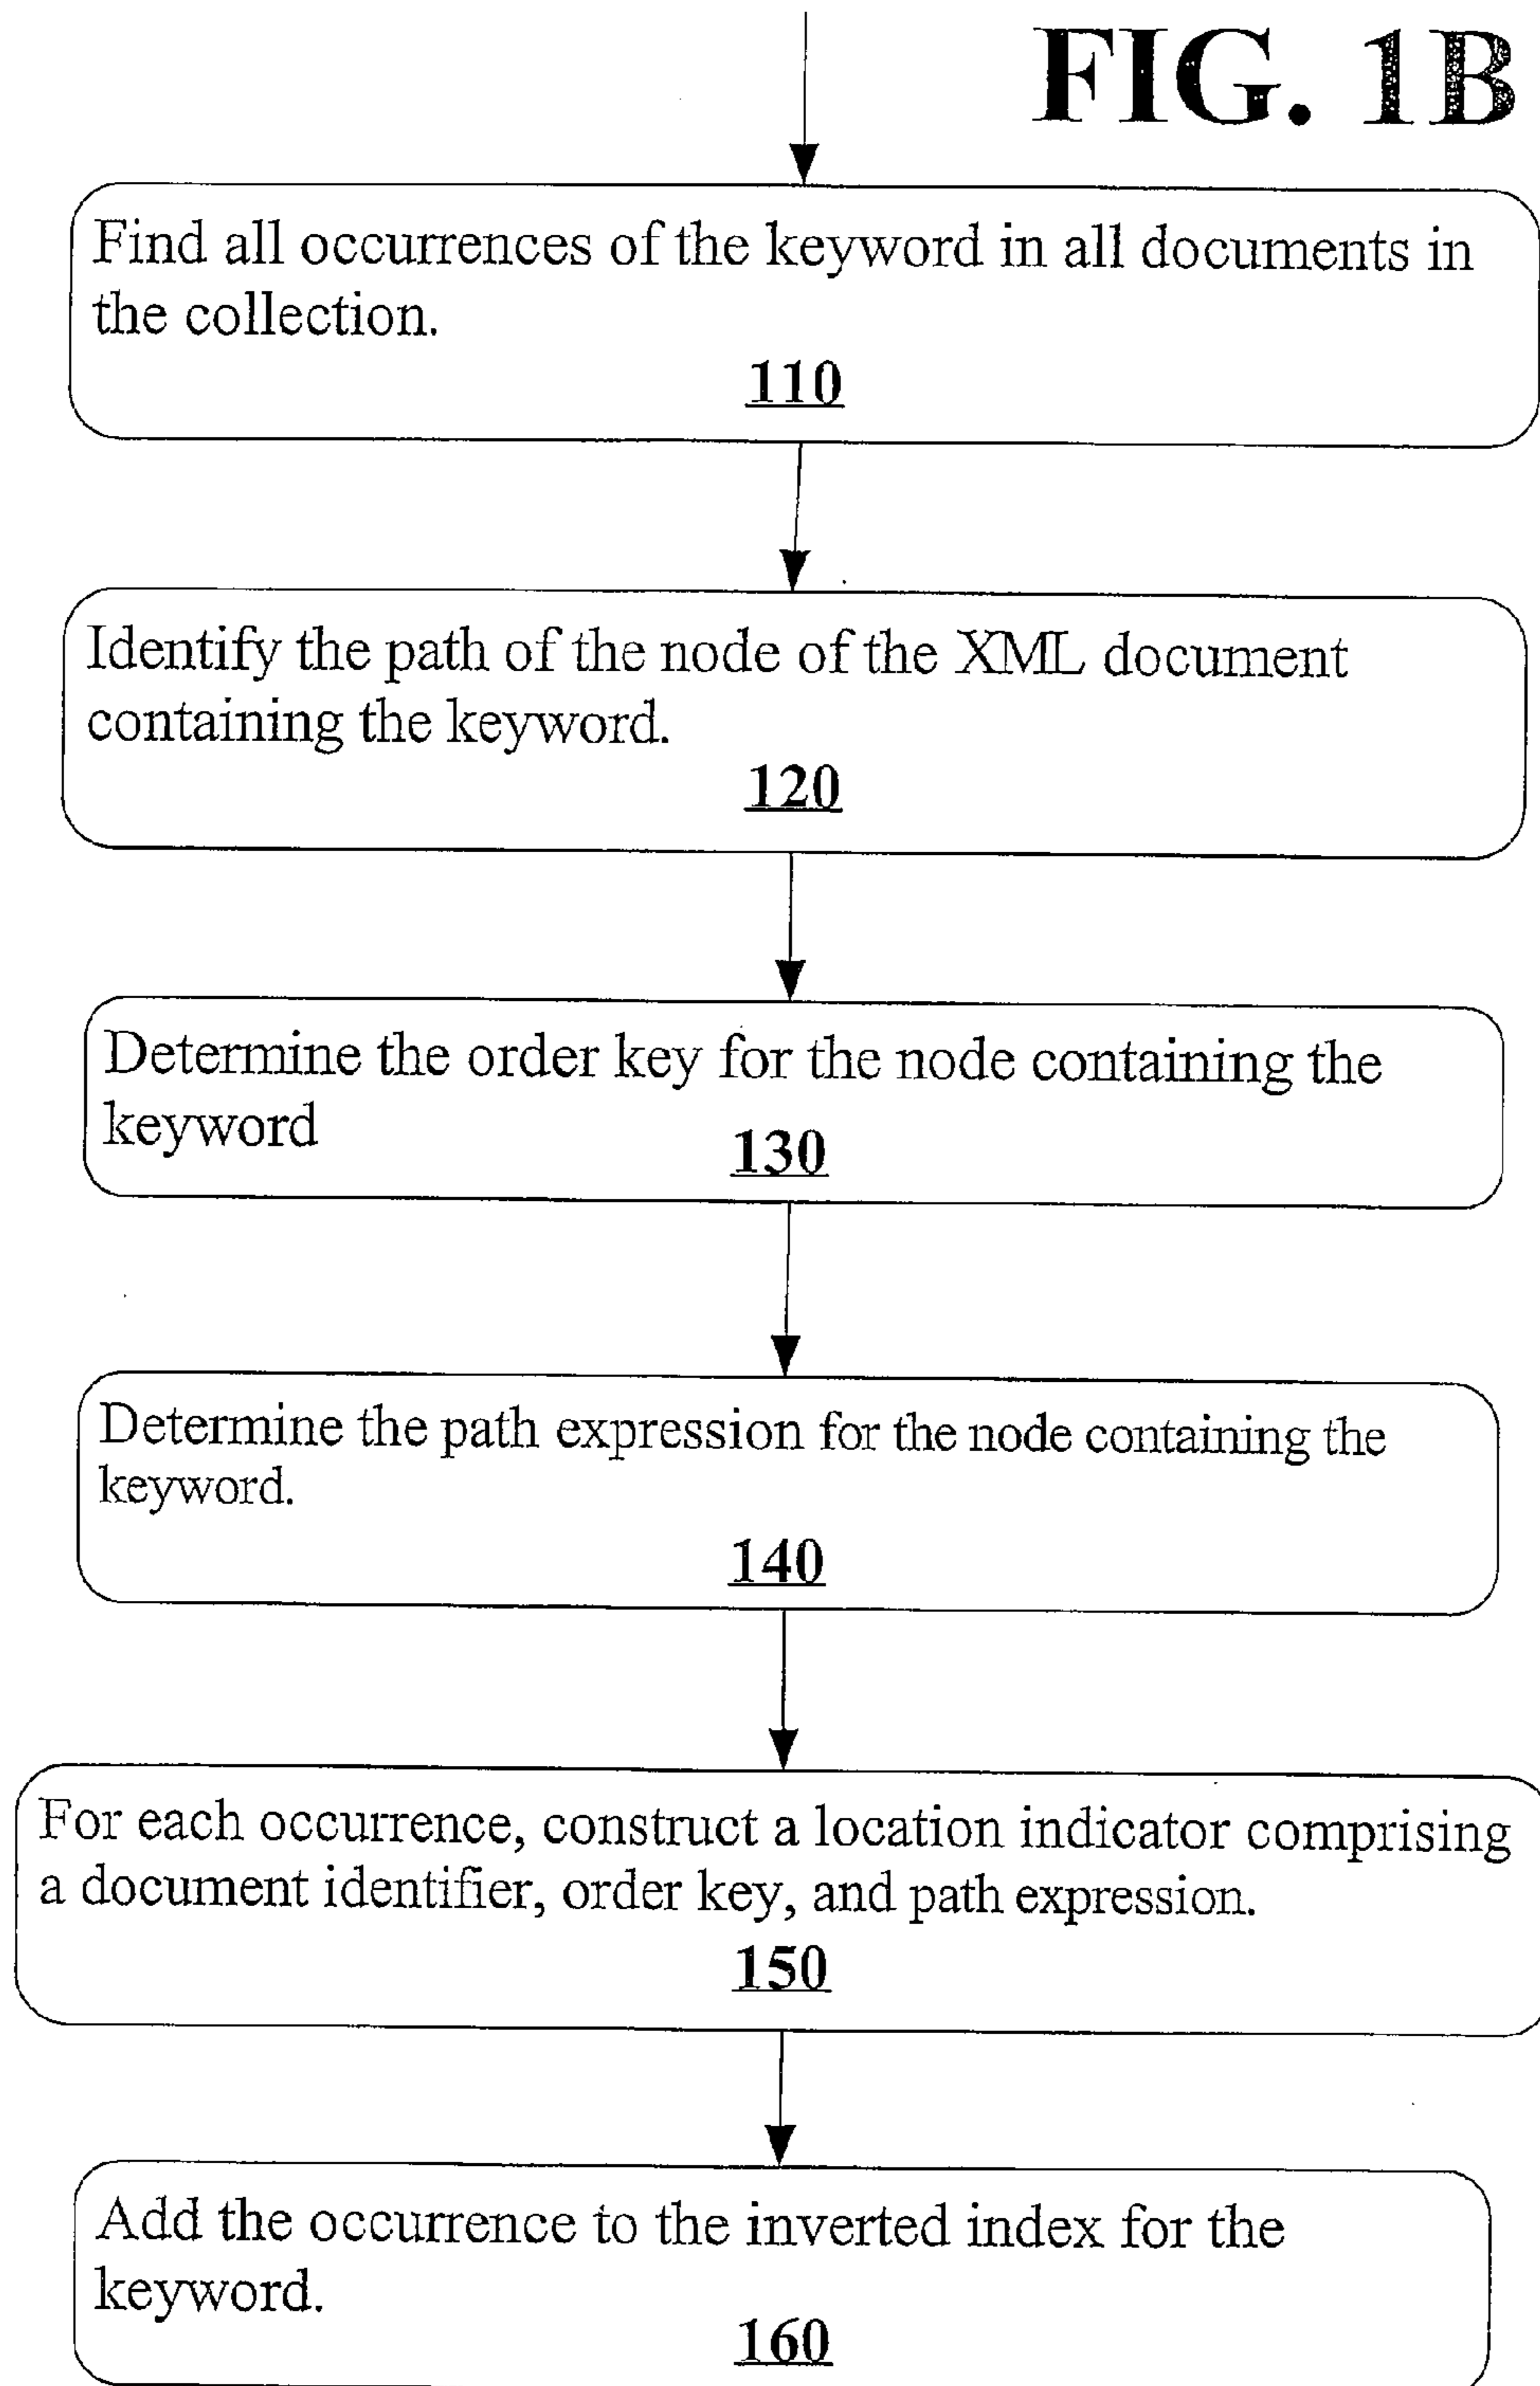 FIG. 1B
Find all occurrences of the keyword in all documents in
the collection.
110
Identify the path of the node of the XML document
containing the keyword.
120
Determine the order key for the node containing the
keyword
130
Determine the path expression for the node containing the
keyword.
140
For each occurrence, construct a location indicator comprising
a document identifier, order key, and path expression.
150
Add the occurrence to the inverted index for the
keyword.
160